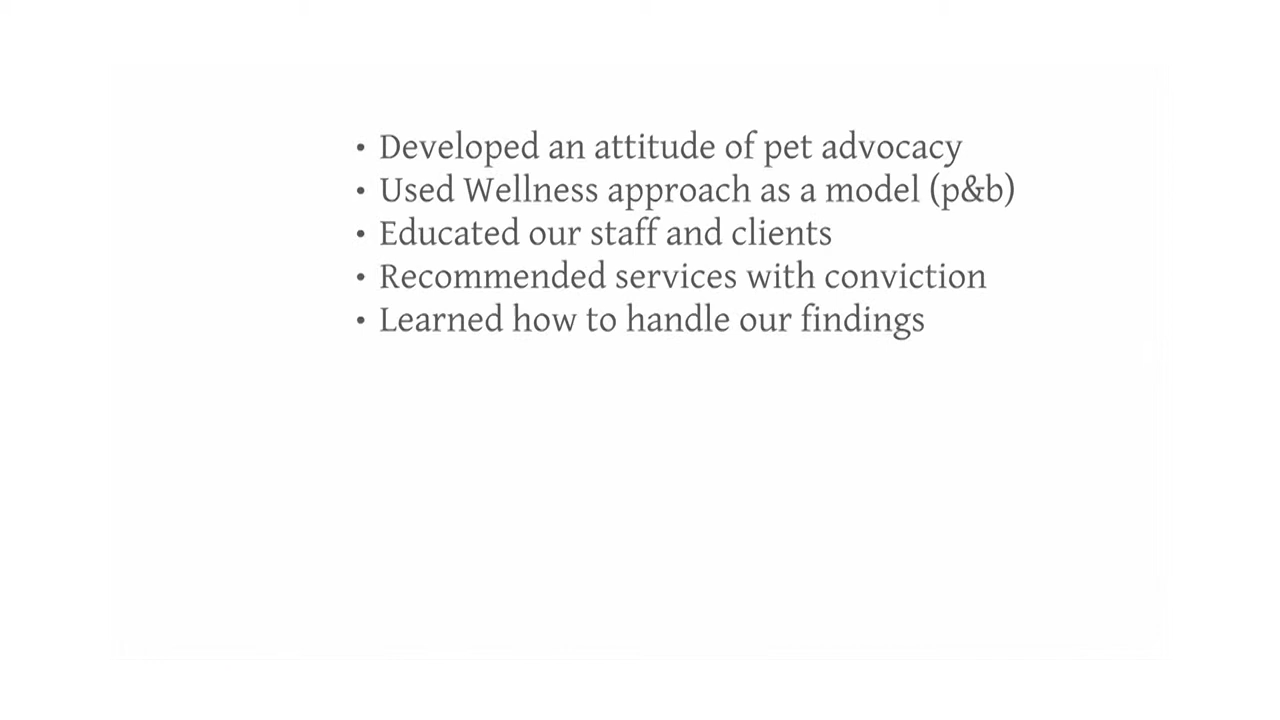 • Developed an attitude of pet advocacy
• Used Wellness approach as a model (p&b)
• Educated our staff and clients
• Recommended services with conviction
• Learned how to handle our findings